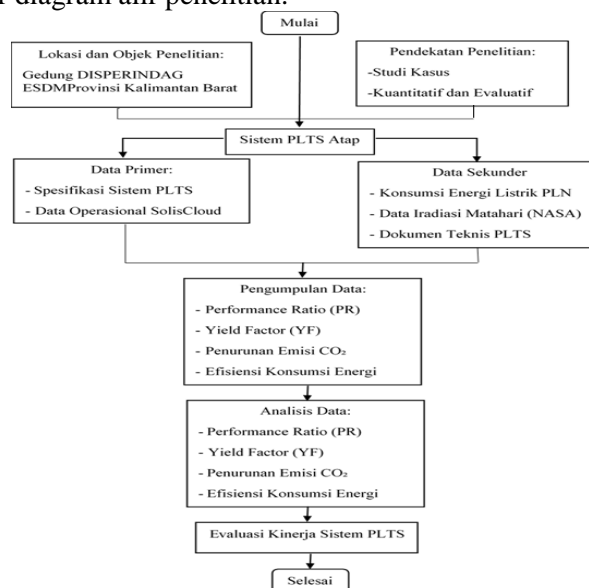 diagram alir penelitian.
Mulai
Lokasi dan Objek Penelitian:
Gedung DISPERINDAG
ESDMProvinsi Kalimantan Barat
Pendekatan Penelitian:
-Studi Kasus
-Kuantitatif dan Evaluatif
Sistem PLTS Atap
Data Primer:
- Spesifikasi Sistem PLTS
- Data Operasional SolisCloud
Data Sekunder
- Konsumsi Energi Listrik PLN
- Data Iradiasi Matahari (NASA)
- Dokumen Teknis PLTS
Pengumpulan Data:
- Performance Ratio (PR)
- Yield Factor (YF)
- Penurunan Emisi CO₂
- Efisiensi Konsumsi Energi
Analisis Data:
- Performance Ratio (PR)
- Yield Factor (YF)
- Penurunan Emisi CO₂
- Efisiensi Konsumsi Energi
Evaluasi Kinerja Sistem PLTS
Selesai